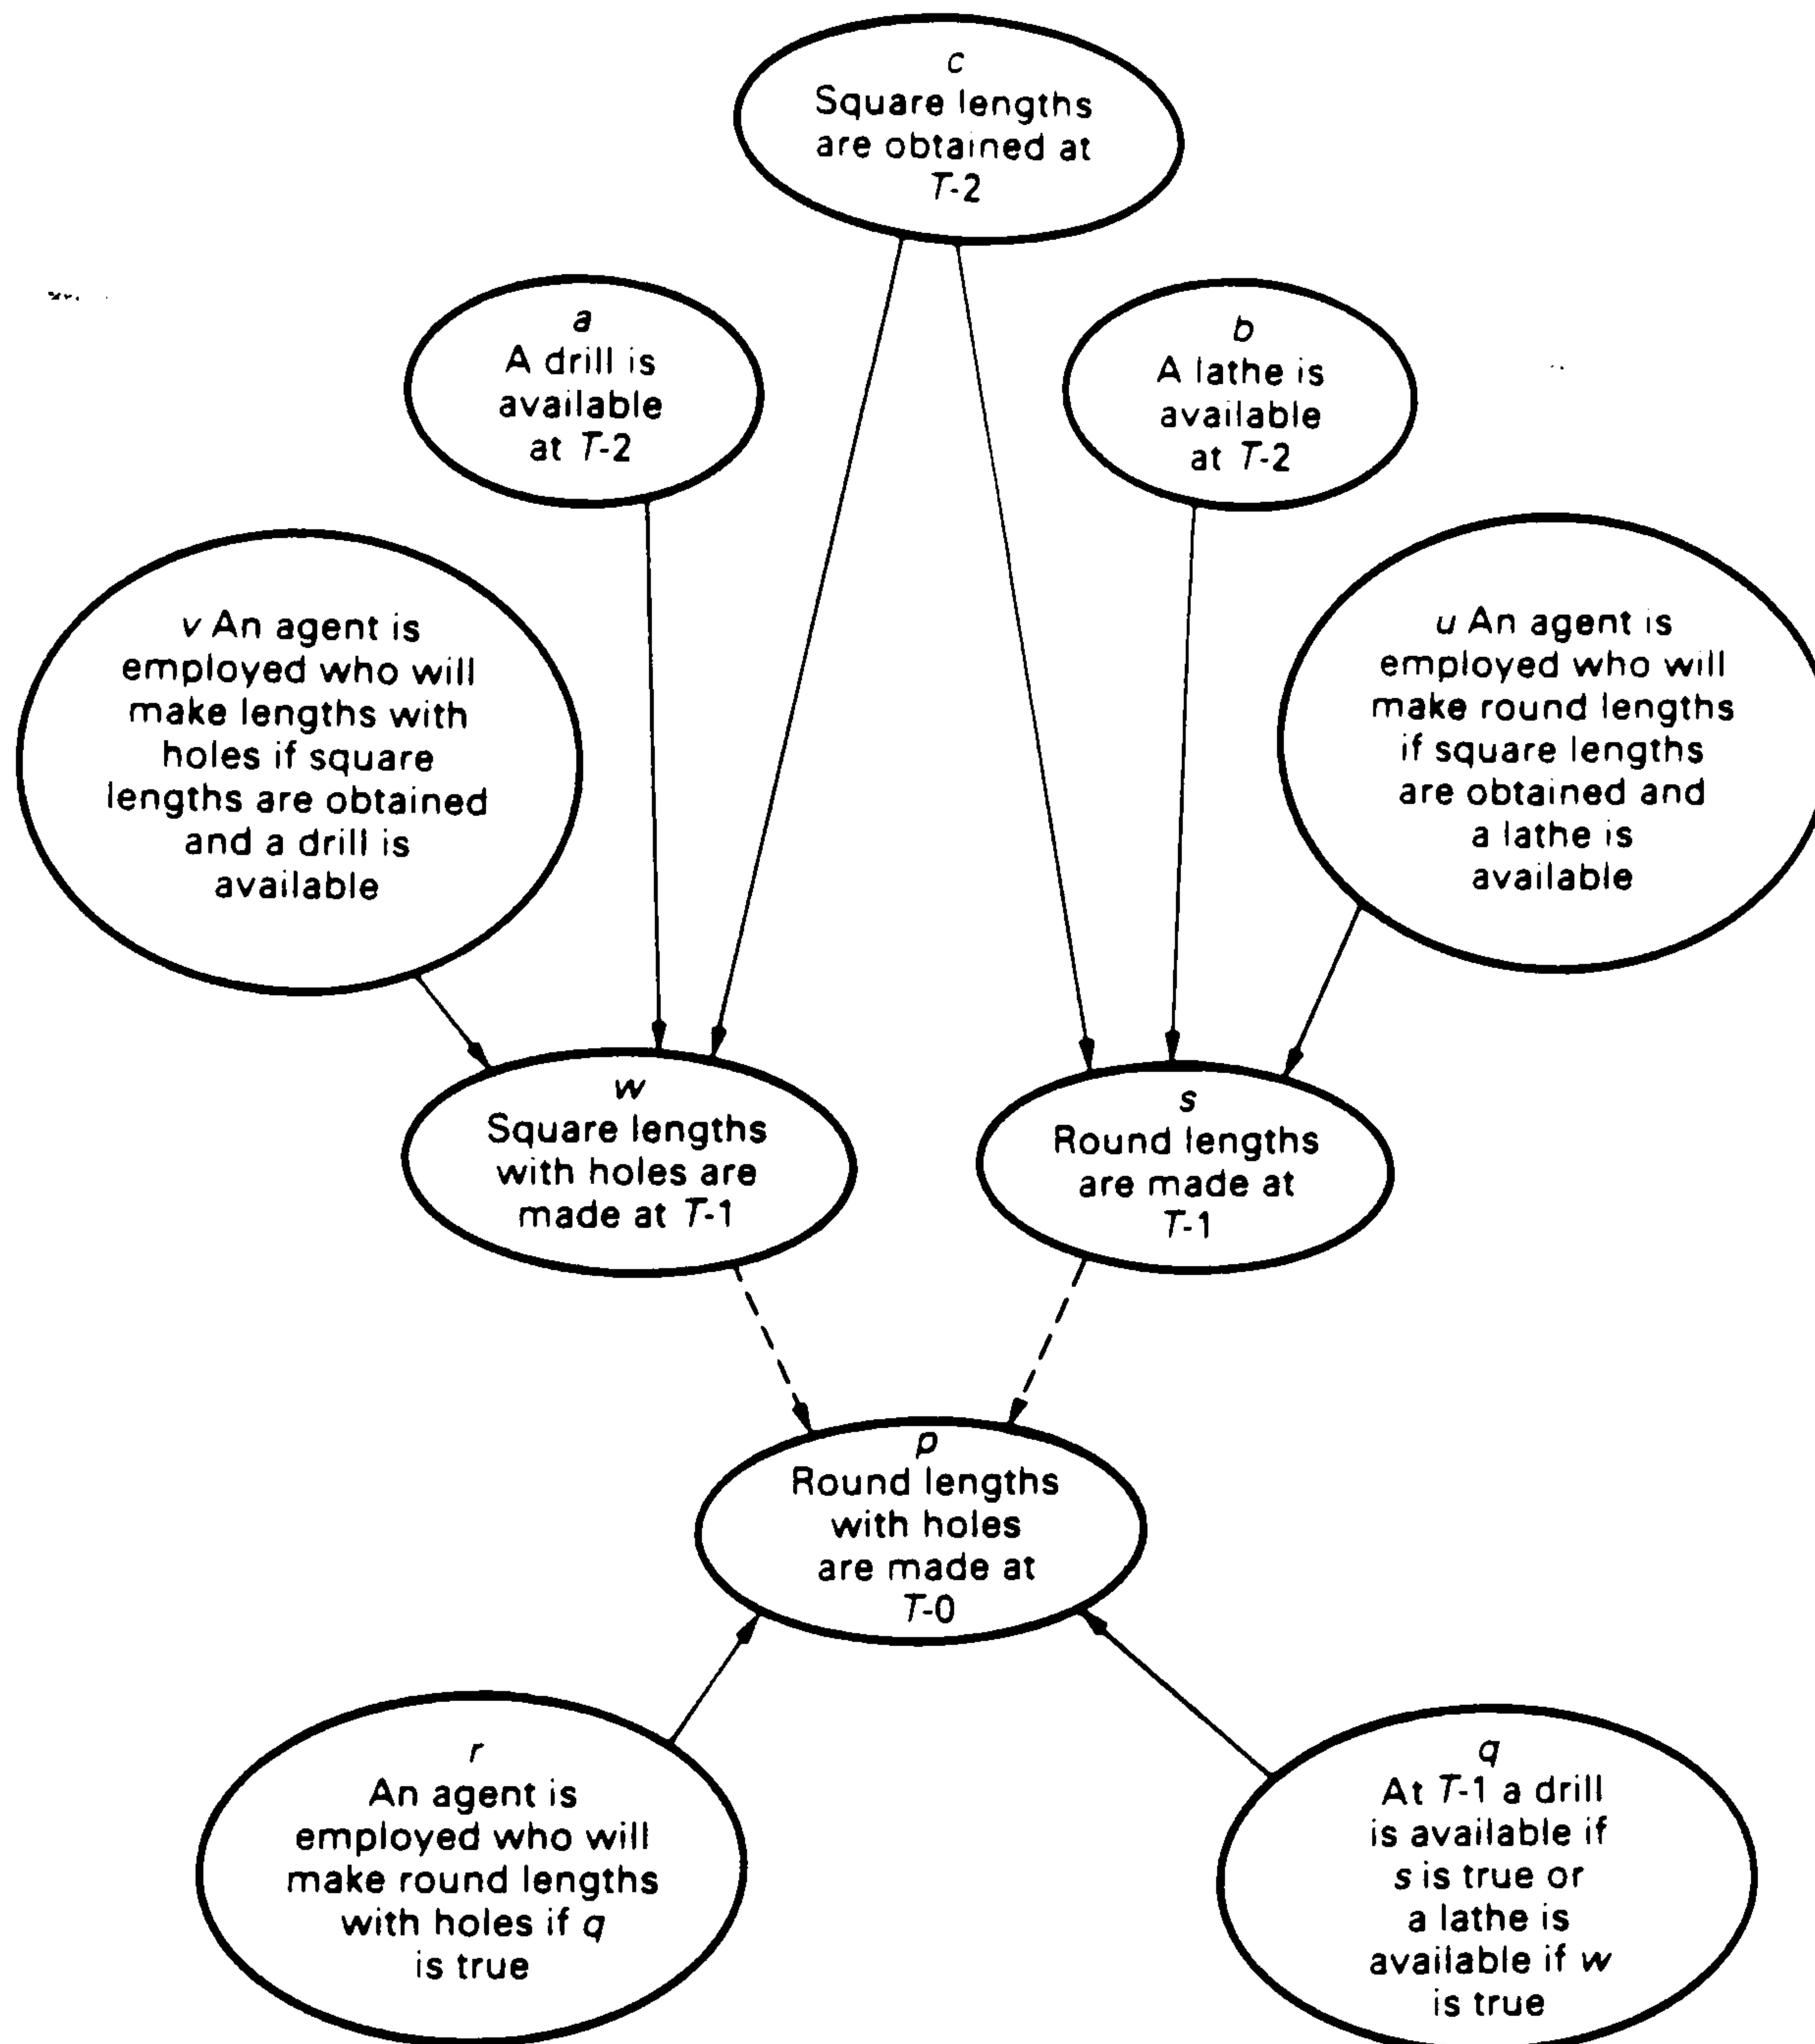 c
Square lengths
are obtained at
T-2
a
A drill is
available
at T-2
b
A lathe is
available
at T-2
v An agent is
employed who will
make lengths with
holes if square
lengths are obtained
and a drill is
available
u An agent is
employed who will
make round lengths
if square lengths
are obtained and
a lathe is
available
w
Square lengths
with holes are
made at T-1
s
Round lengths
are made at
T-1
p
Round lengths
with holes
are made at
T-0
r
An agent is
employed who will
make round lengths
with holes if q
is true
q
At T-1 a drill
is available if
s is true or
a lathe is
available if w
is true